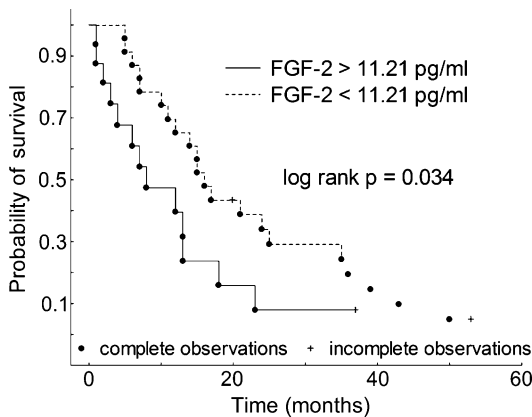 Probability of survival
0.9
0.7
0.5
0.3
0.1
FGF-2 > 11.21 pg/ml
FGF-2 < 11.21 pg/ml
log rank p = 0.034
complete observations
incomplete observations
0 20 40 60
Time (months)